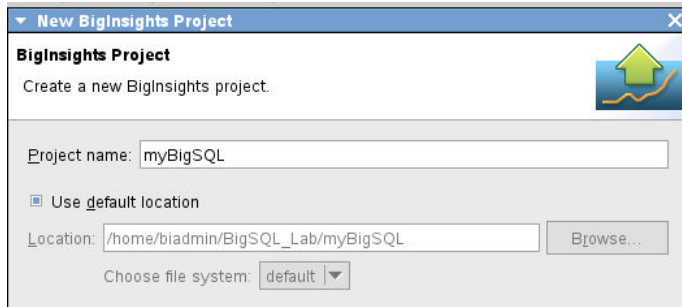 New BigInsights Project
BigInsights Project
Create a new BigInsights project.
Project name: myBigSQL
Use default location
Location: /home/biadmin/BigSQL_Lab/myBigSQL Browse...
Choose file system: default